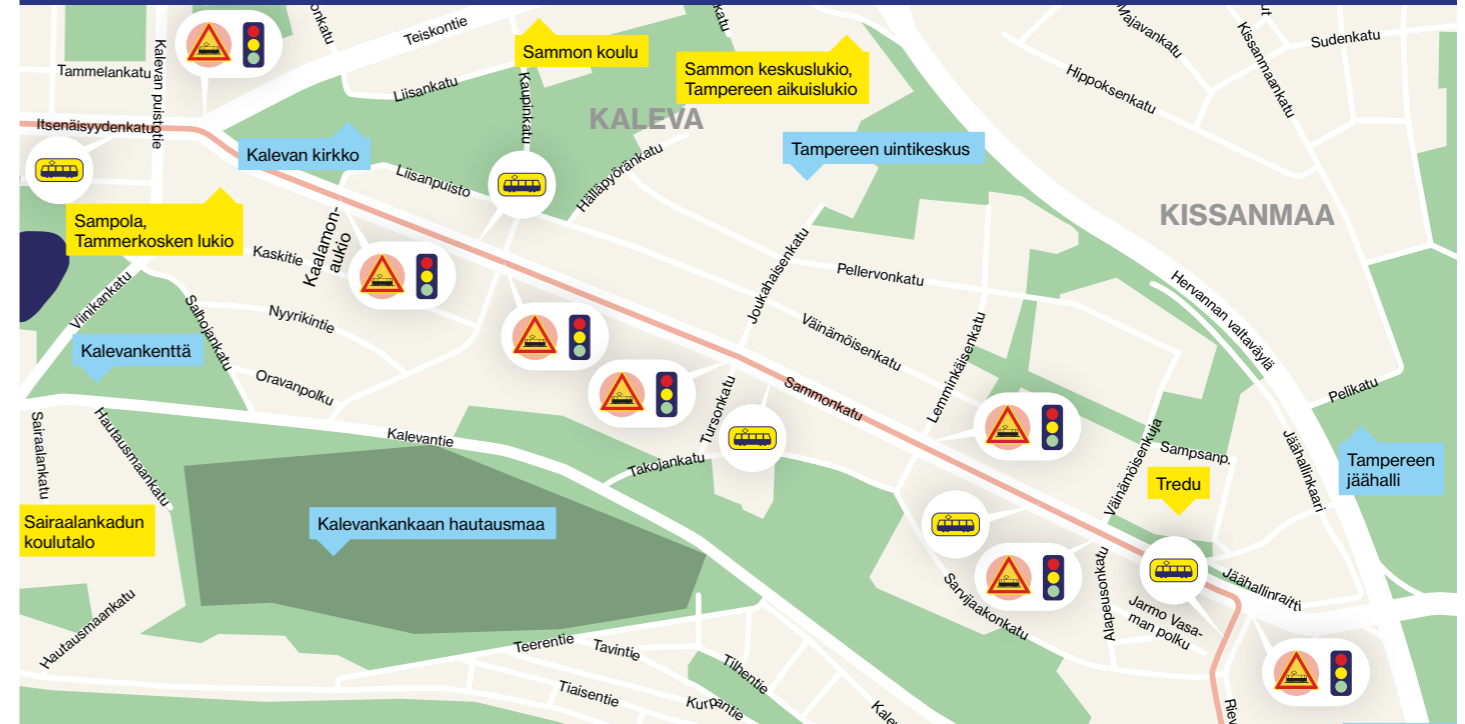 Teiskontie
Sammon koulu
Sammon keskuslukio,
Tampereen aikuislukio
Majavankatu
Kissanmaankatu
Sudenkatu
Hippoksenkatu
Tammelankatu
Kalevan puistotie
Liisankatu
Kaupinkatu
KALEVA
Itsenäisyydenkatu
Kalevan kirkko
Liisanpuisto
Hälläpyöränkatu
Tampereen uintikeskus
KISSANMAA
Sampola,
Tammerkosken lukio
Kaskitie
Kaalamon-
aukio
Joukahaisenkatu
Pellervonkatu
Hervannan valtaväylä
Viinikankatu
Salhojankatu
Nyyrikintie
Väinämöisenkatu
Lemminkäisenkatu
Kalevankenttä
Oravanpolku
Tursonkatu
Sammonkatu
Pelikatu
Sairaalankatu
Hautausmaankatu
Kalevantie
Takojankatu
Väinämöisenkuja
Sampsanp.
Jäähallinkaari
Tampereen
jäähalli
Tredu
Sairaalankadun
koulutalo
Kalevankankaan hautausmaa
Sarvijaakonkatu
Alapeusonkatu
Jarmo Vasa-
man polku
Jäähallinraitti
Hautausmaankatu
Teerentie
Tavintie
Tilhentie
Tiaisentie
Kurpantie